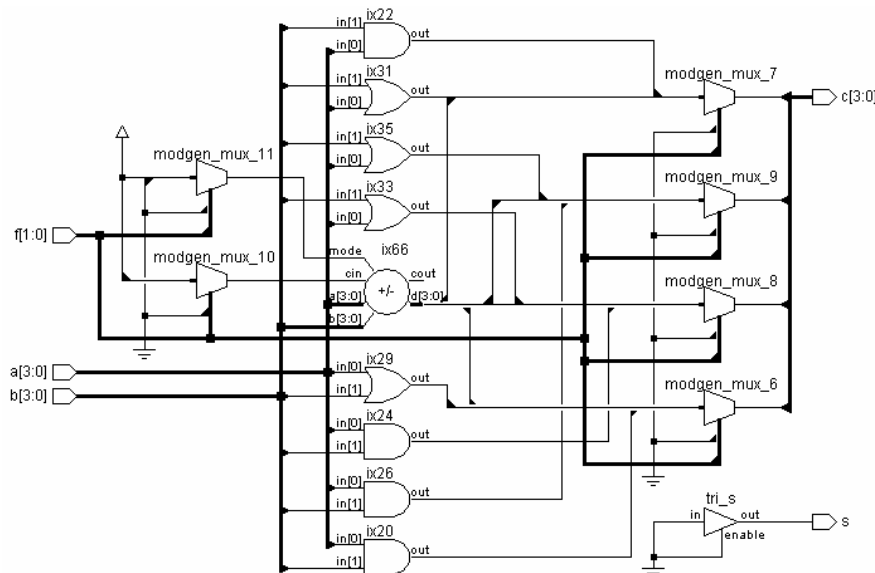 ix22
in[1]
out
in[0]
ix31
modgen_mux_7
in[1]
out
in[0]
c[3:0]
ix35
in[1]
out
in[0]
modgen_mux_11
modgen_mux_9
ix33
in[1]
out
in[0]
f[1:0]
ix66
mode
modgen_mux_10
modgen_mux_8
cin
cout
+/-
a[3:0]
d[3:0]
b[3:0]
a[3:0]
b[3:0]
ix29
in[0]
out
in[1]
modgen_mux_6
ix24
in[0]
out
in[1]
ix26
in[0]
out
in[1]
tri_s
in
out
s
enable
ix20
in[0]
out
in[1]